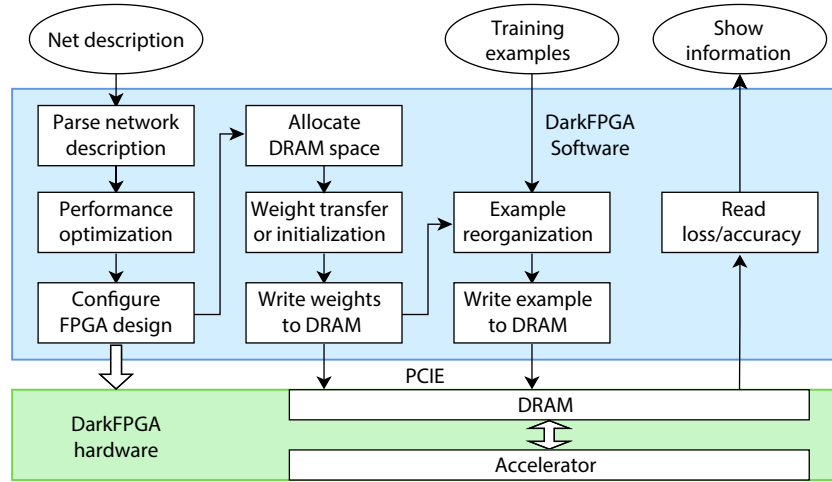 Net description
Training
examples
Show
information
DarkFPGA
Software
Parse network
description
Allocate
DRAM space
Performance
optimization
Weight transfer
or initialization
Example
reorganization
Read
loss/accuracy
Configure
FPGA design
Write weights
to DRAM
Write example
to DRAM
PCIE
DarkFPGA
hardware
DRAM
Accelerator